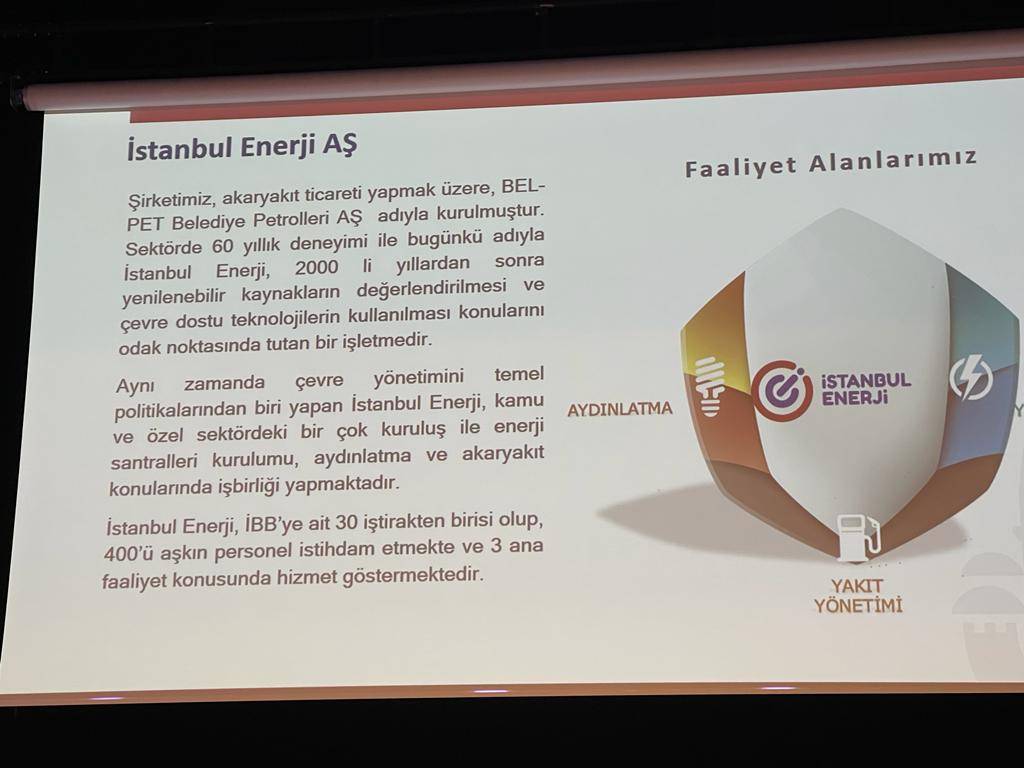 İstanbul Enerji AŞ
Şirketimiz, akaryakıt ticareti yapmak üzere, BEL-
PET Belediye Petrolleri AŞ adıyla kurulmuştur.
Sektörde 60 yıllık deneyimi ile bugünkü adıyla
İstanbul Enerji, 2000 li yıllardan sonra
yenilenebilir kaynakların değerlendirilmesi ve
çevre dostu teknolojilerin kullanılması konularını
odak noktasında tutan bir işletmedir.
Aynı zamanda çevre yönetimini temel
politikalarından biri yapan İstanbul Enerji, kamu
ve özel sektördeki bir çok kuruluş ile enerji
santralleri kurulumu, aydınlatma ve akaryakıt
konularında işbirliği yapmaktadır.
İstanbul Enerji, İBB'ye ait 30 iştirakten birisi olup,
400'ü aşkın personel istihdam etmekte ve 3 ana
faaliyet konusunda hizmet göstermektedir.
Faaliyet Alanlarımız
AYDINLATMA
iSTANBUL
ENERJi
YAKIT
YÖNETİMİ